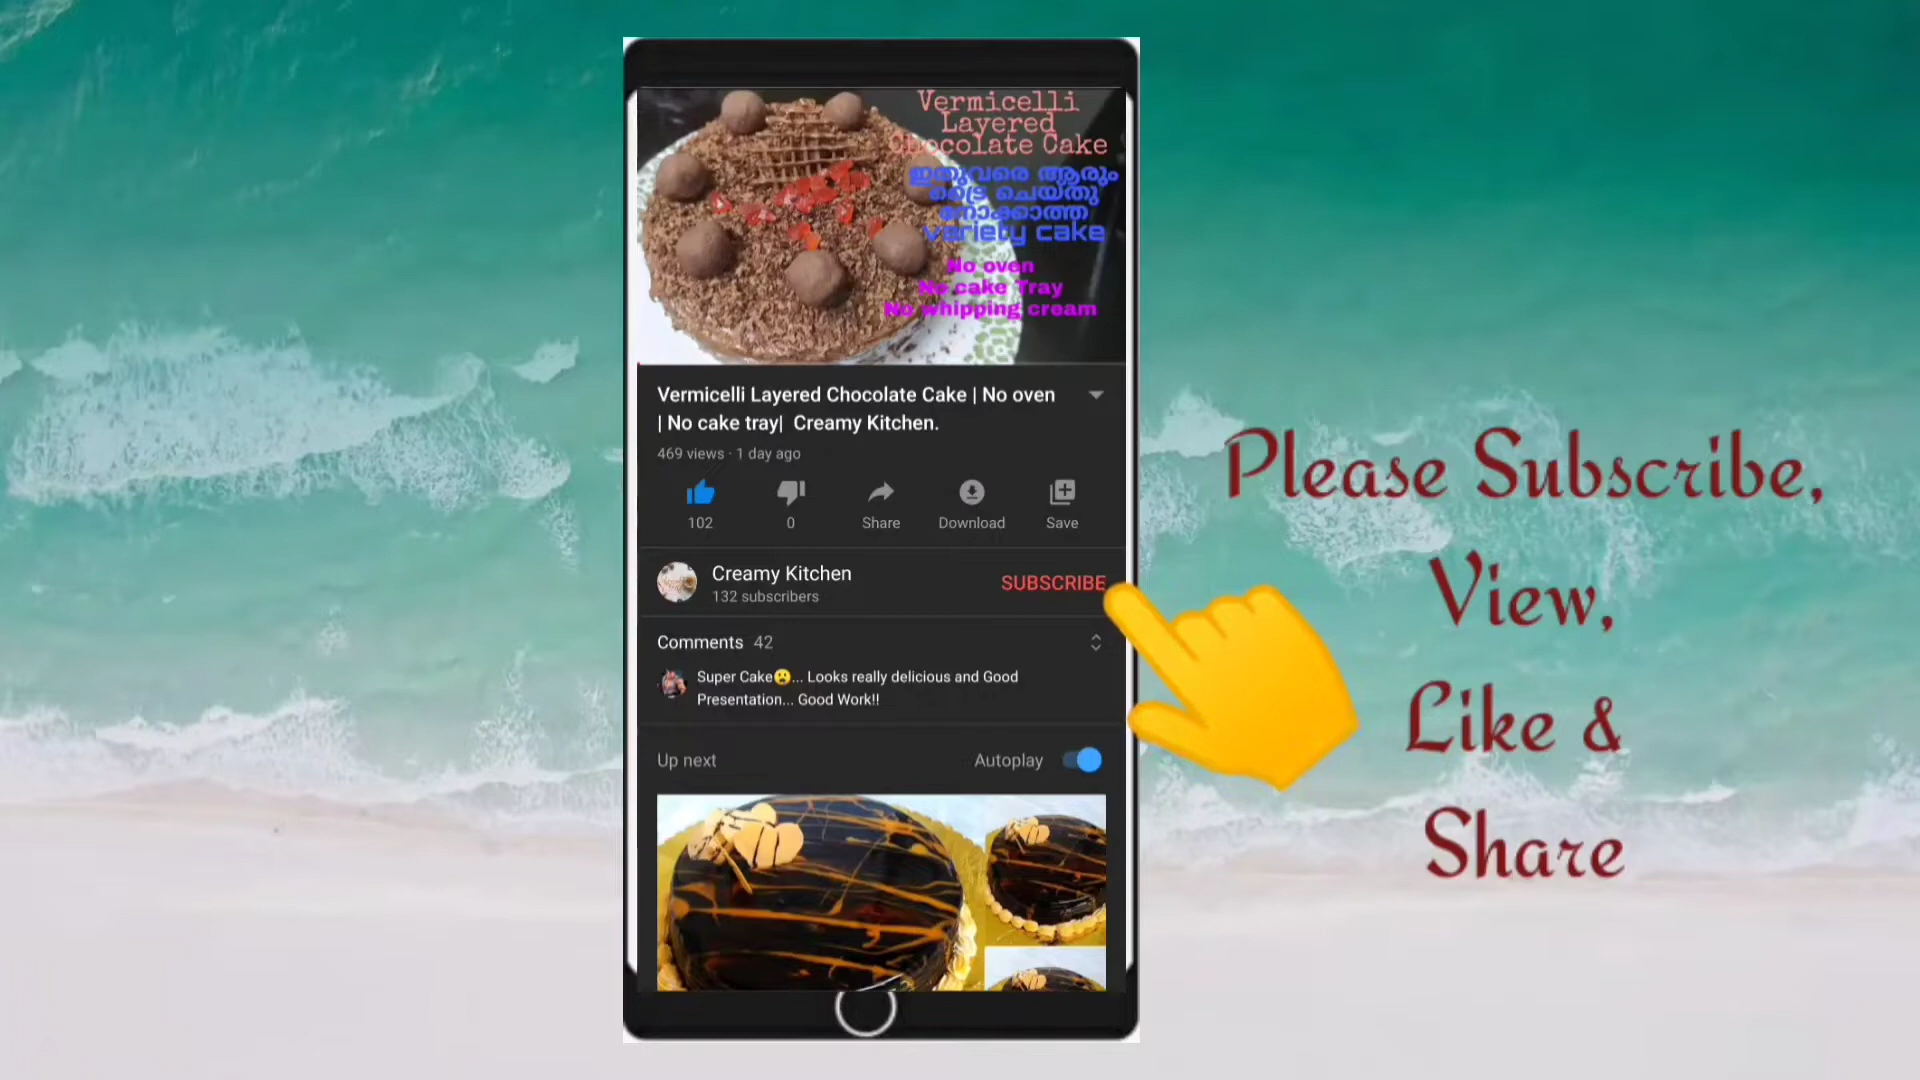 Vermicelli
Layered
Chocolate Cake
ഇതുവരെ ആരും
ട്രൈ ചെയ്തു
നോക്കാത്ത
Variety cake
No oven
No cake Tray
No whipping cream
Vermicelli Layered Chocolate Cake | No oven
| No cake tray| Creamy Kitchen.
469 views · 1 day ago
102
0
Share
Download
Save
Creamy Kitchen
132 subscribers
SUBSCRIBE
Comments 42
Super Cake😮... Looks really delicious and Good
Presentation... Good Work!!
Up next
Autoplay
Please Subscribe,
View,
Like &
Share